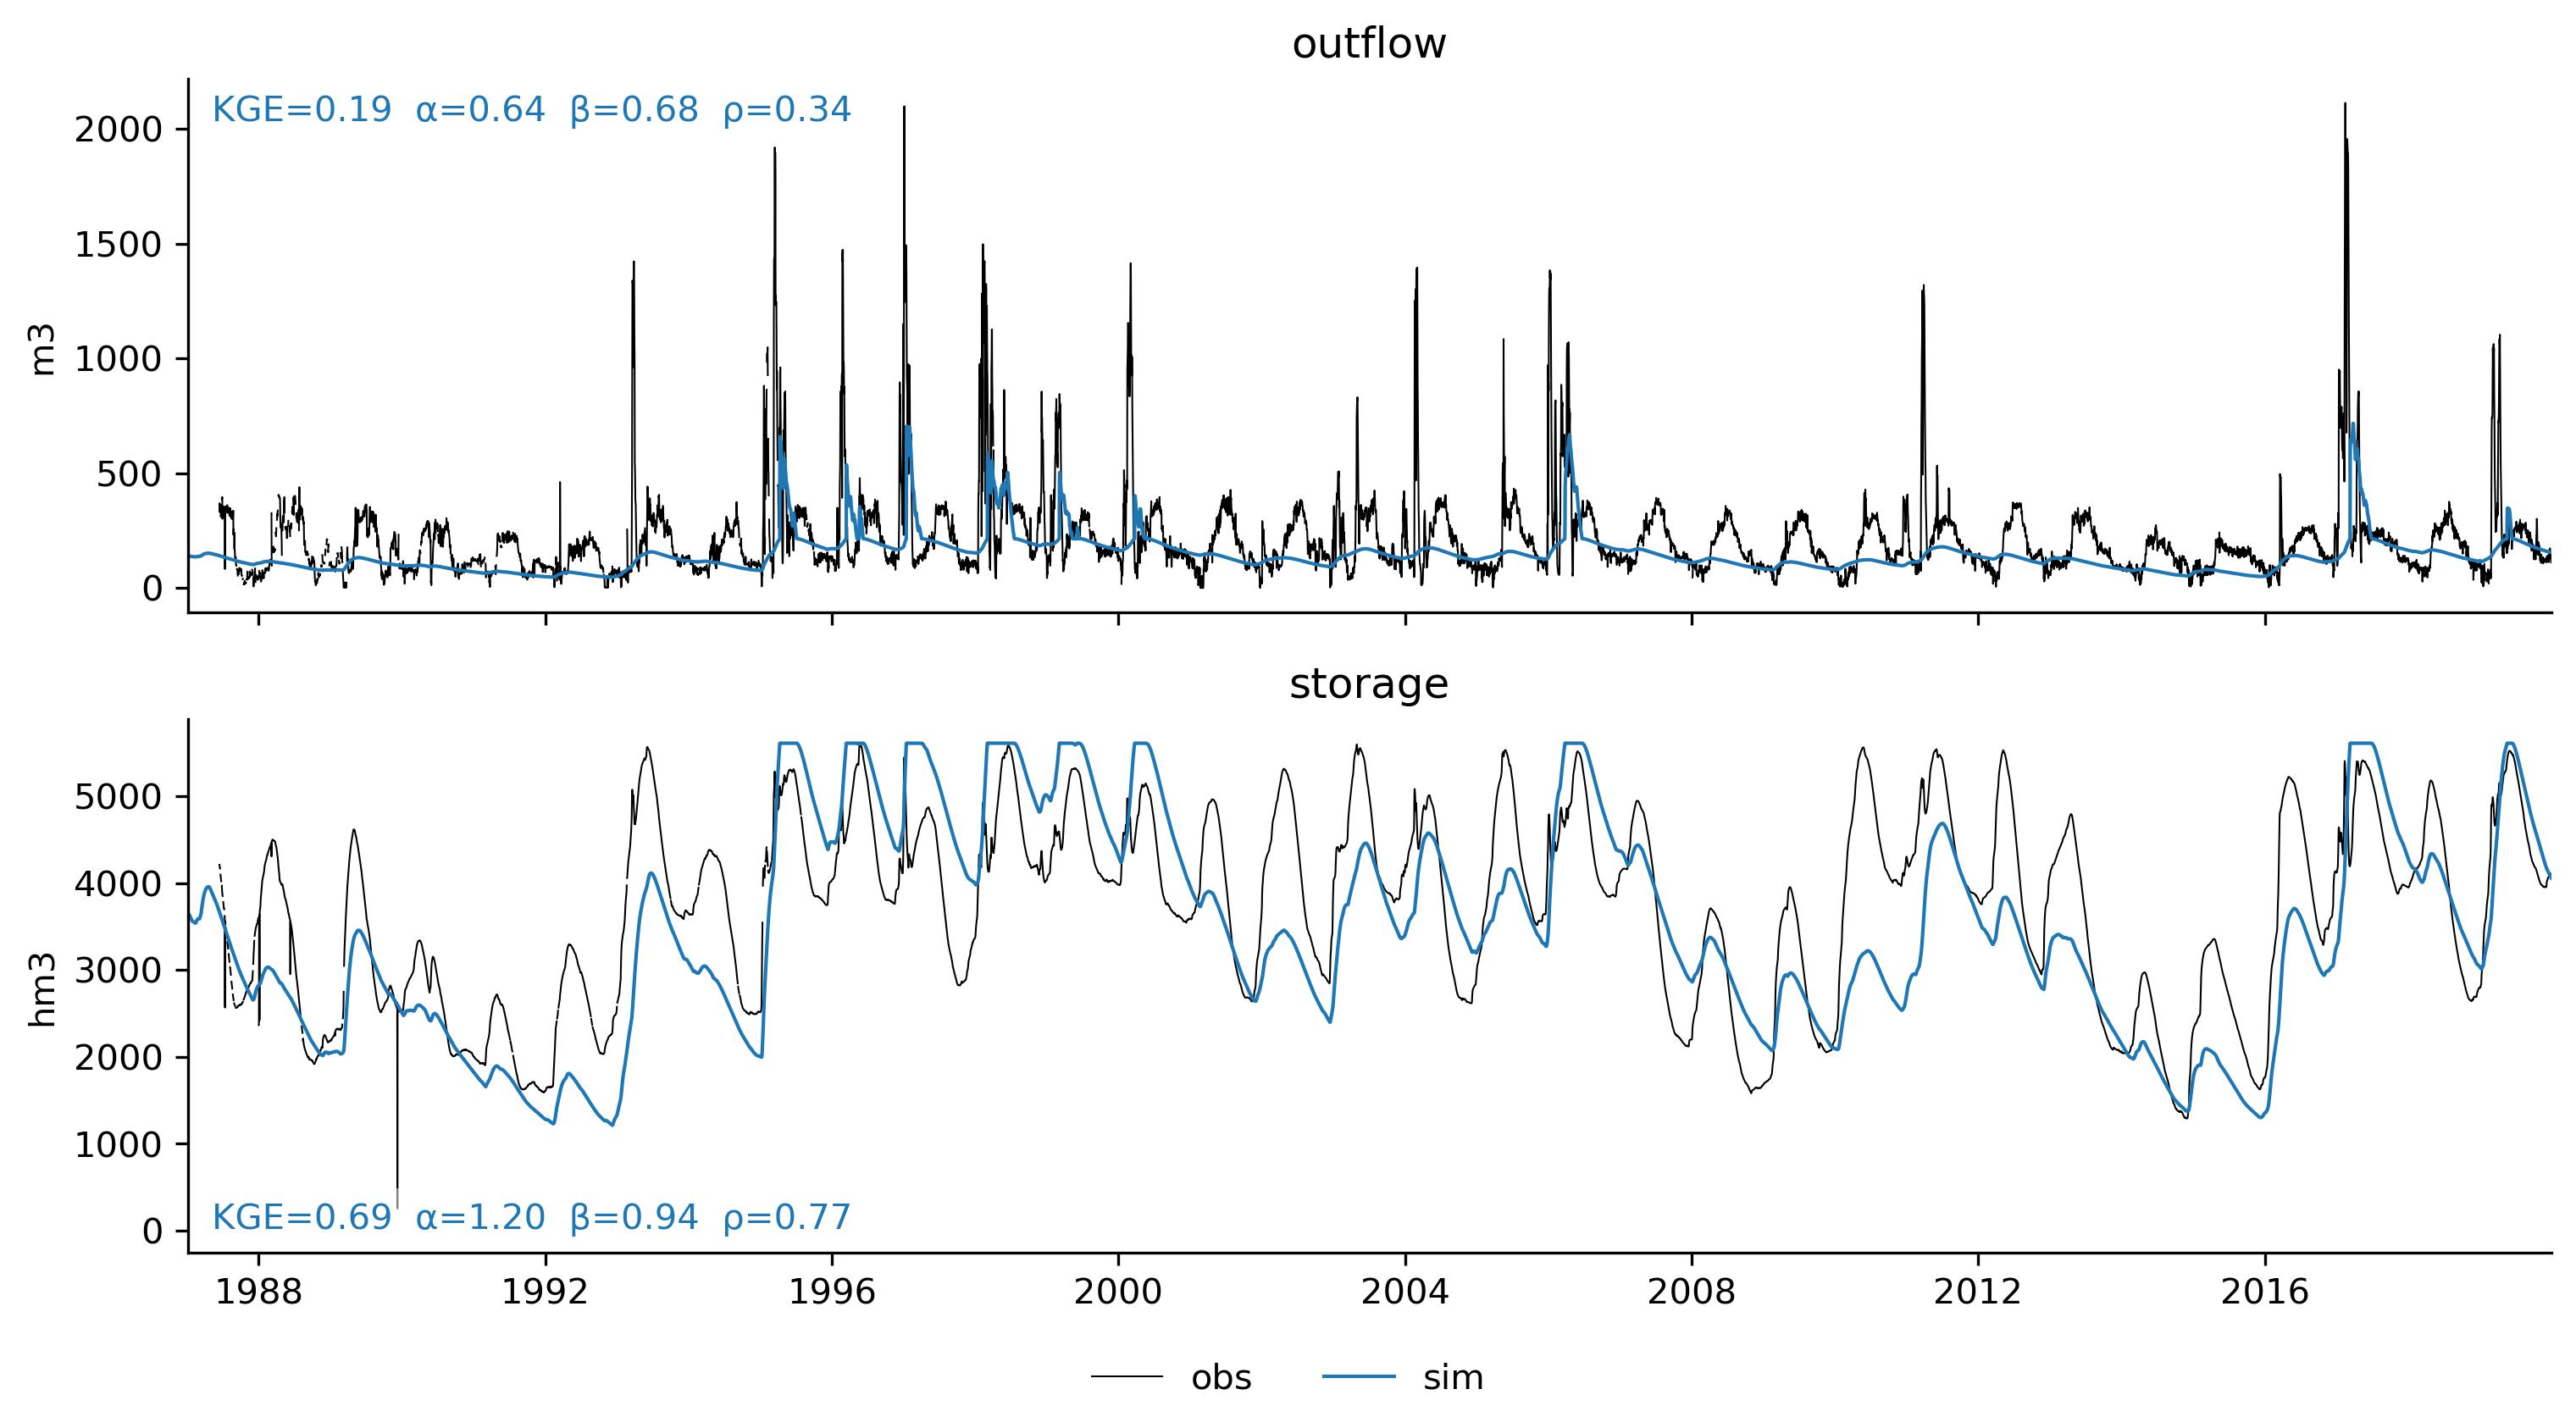 outflow
KGE=0.19 α=0.64 β=0.68 ρ=0.34
2000
1500
1000
500
0
m3
storage
5000
4000
3000
2000
1000
0
hm3
KGE=0.69 α=1.20 β=0.94 ρ=0.77
1988 1992 1996 2000 2004 2008 2012 2016
obs sim